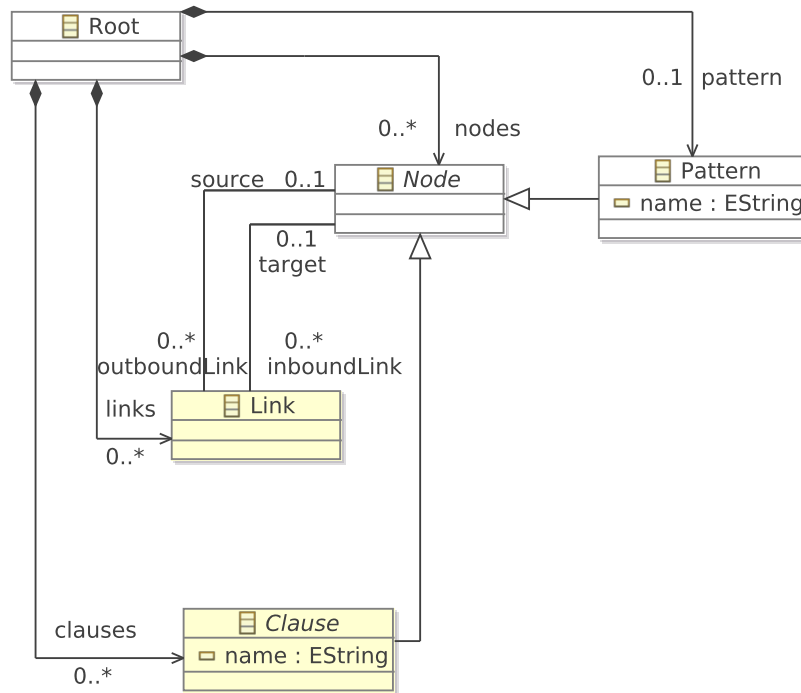 Root
0..1 pattern
0..* nodes
source 0..1
Node
Pattern
name : EString
0..1
target
0..* 0..*
outboundLink inboundLink
links
Link
0..*
Clause
clauses
name : EString
0..*